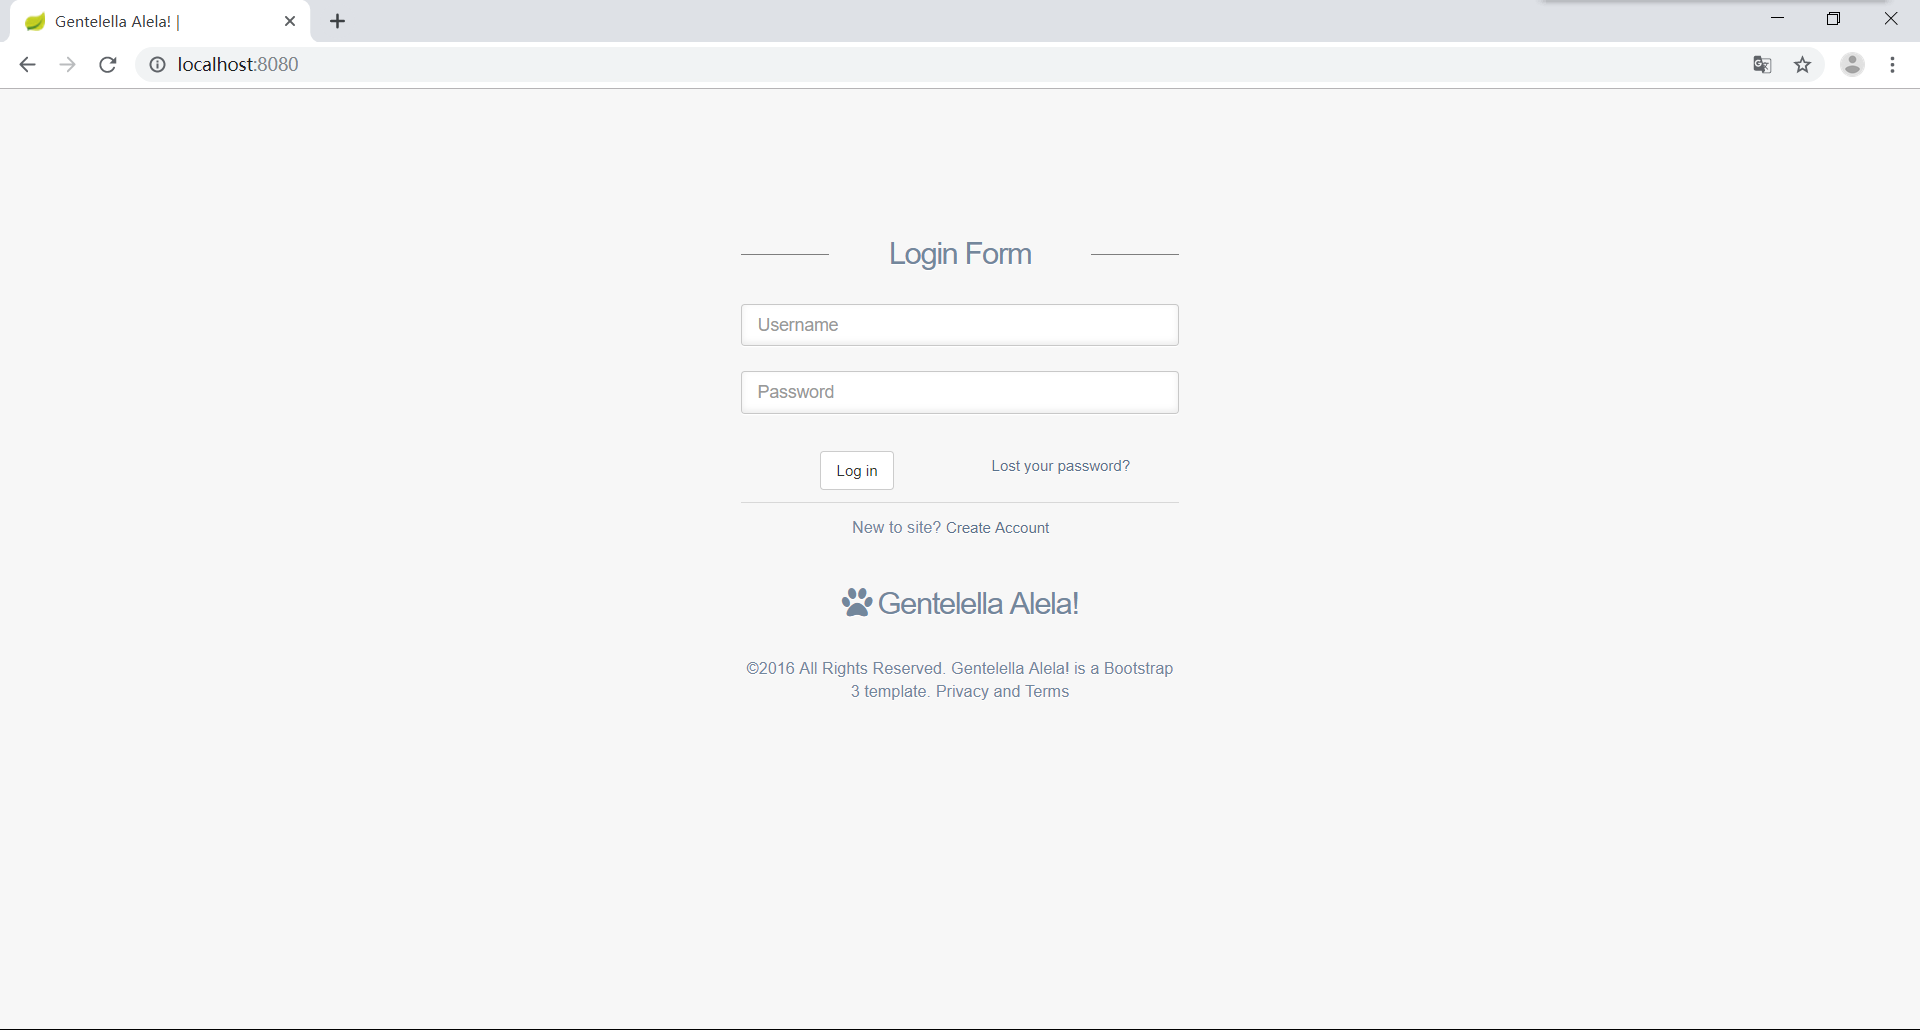 Gentelella Alela! |
localhost:8080
Login Form
Username
Password
Log in
Lost your password?
New to site? Create Account
Gentelella Alela!
©2016 All Rights Reserved. Gentelella Alela! is a Bootstrap
3 template. Privacy and Terms